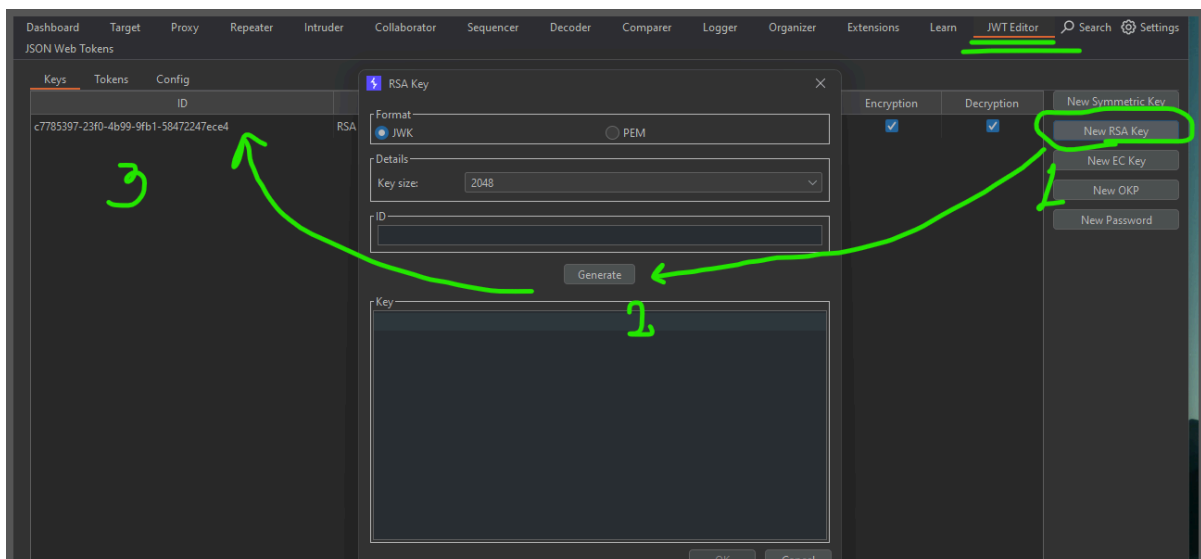 Dashboard Target Proxy Repeater Intruder Collaborator Sequencer Decoder Comparer Logger Organizer Extensions Learn JWT Editor Search Settings
JSON Web Tokens
Keys Tokens Config
RSA Key
ID
Encryption Decryption
New Symmetric Key
c7785397-23f0-4b99-9fb1-58472247ece4
RSA
Format
JWK PEM
New RSA Key
Details
Key size: 2048
New EC Key
1
3
New OKP
ID
New Password
Generate
Key
2
OK Cancel